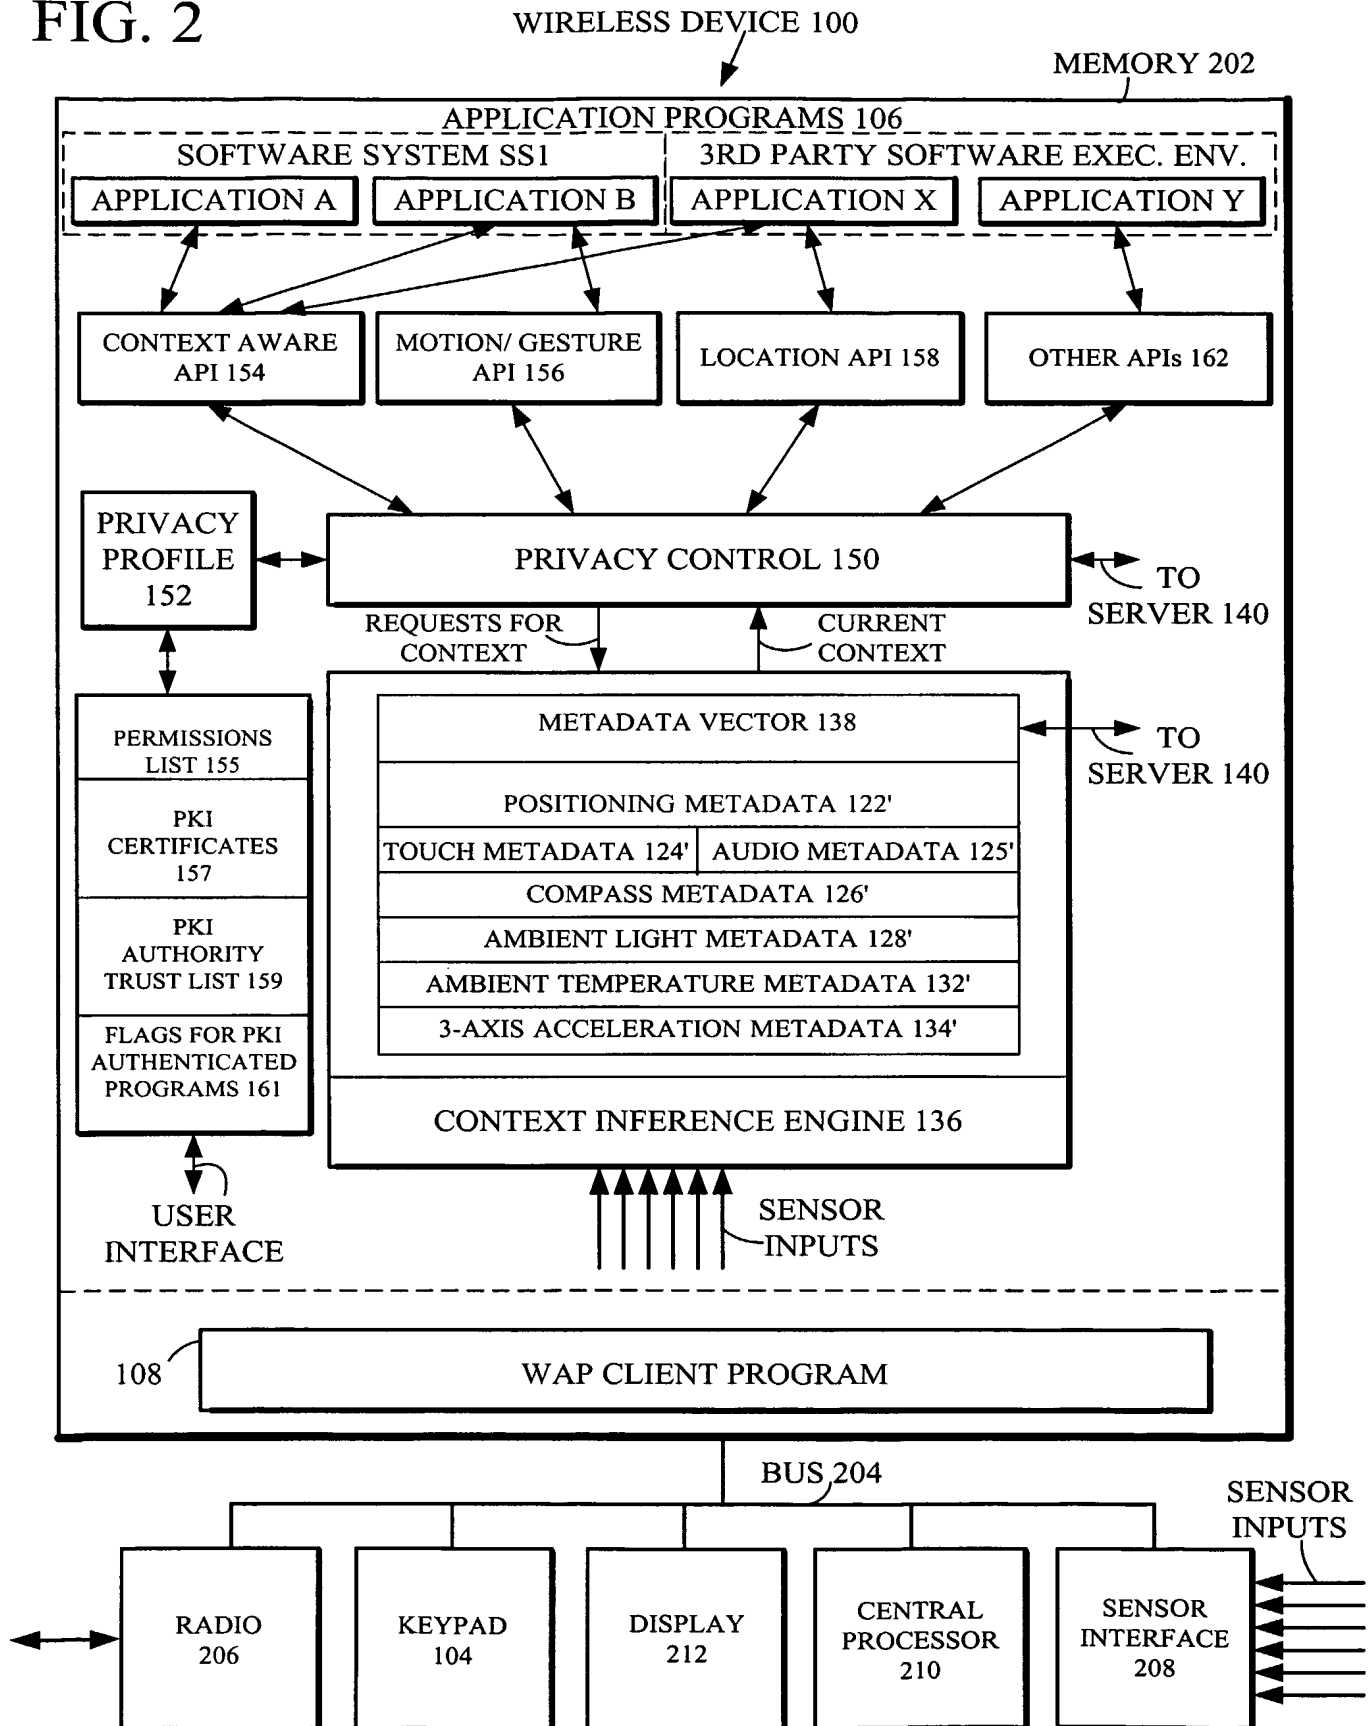 FIG. 2
WIRELESS DEVICE 100
MEMORY 202
APPLICATION PROGRAMS 106
SOFTWARE SYSTEM SS1
3RD PARTY SOFTWARE EXEC. ENV.
APPLICATION A
APPLICATION B
APPLICATION X
APPLICATION Y
CONTEXT AWARE
API 154
MOTION/ GESTURE
API 156
LOCATION API 158
OTHER APIs 162
PRIVACY
PROFILE
152
PRIVACY CONTROL 150
TO
SERVER 140
REQUESTS FOR
CONTEXT
CURRENT
CONTEXT
PERMISSIONS
LIST 155
PKI
CERTIFICATES
157
PKI
AUTHORITY
TRUST LIST 159
FLAGS FOR PKI
AUTHENTICATED
PROGRAMS 161
USER
INTERFACE
METADATA VECTOR 138
TO
SERVER 140
POSITIONING METADATA 122'
TOUCH METADATA 124'
AUDIO METADATA 125'
COMPASS METADATA 126'
AMBIENT LIGHT METADATA 128'
AMBIENT TEMPERATURE METADATA 132'
3-AXIS ACCELERATION METADATA 134'
CONTEXT INFERENCE ENGINE 136
SENSOR
INPUTS
108
WAP CLIENT PROGRAM
BUS 204
SENSOR
INPUTS
RADIO
206
KEYPAD
104
DISPLAY
212
CENTRAL
PROCESSOR
210
SENSOR
INTERFACE
208